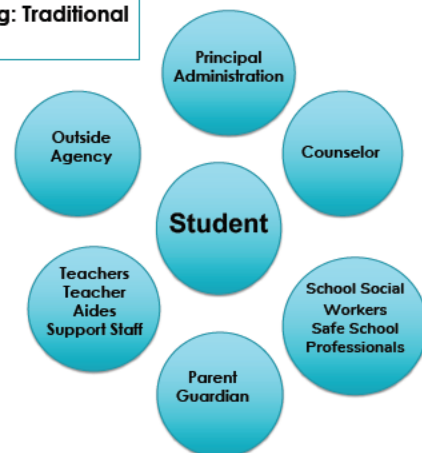 g: Traditional
Principal
Administration
Outside
Agency
Counselor
Student
Teachers
Teacher
Aides
Support Staff
School Social
Workers
Safe School
Professionals
Parent
Guardian